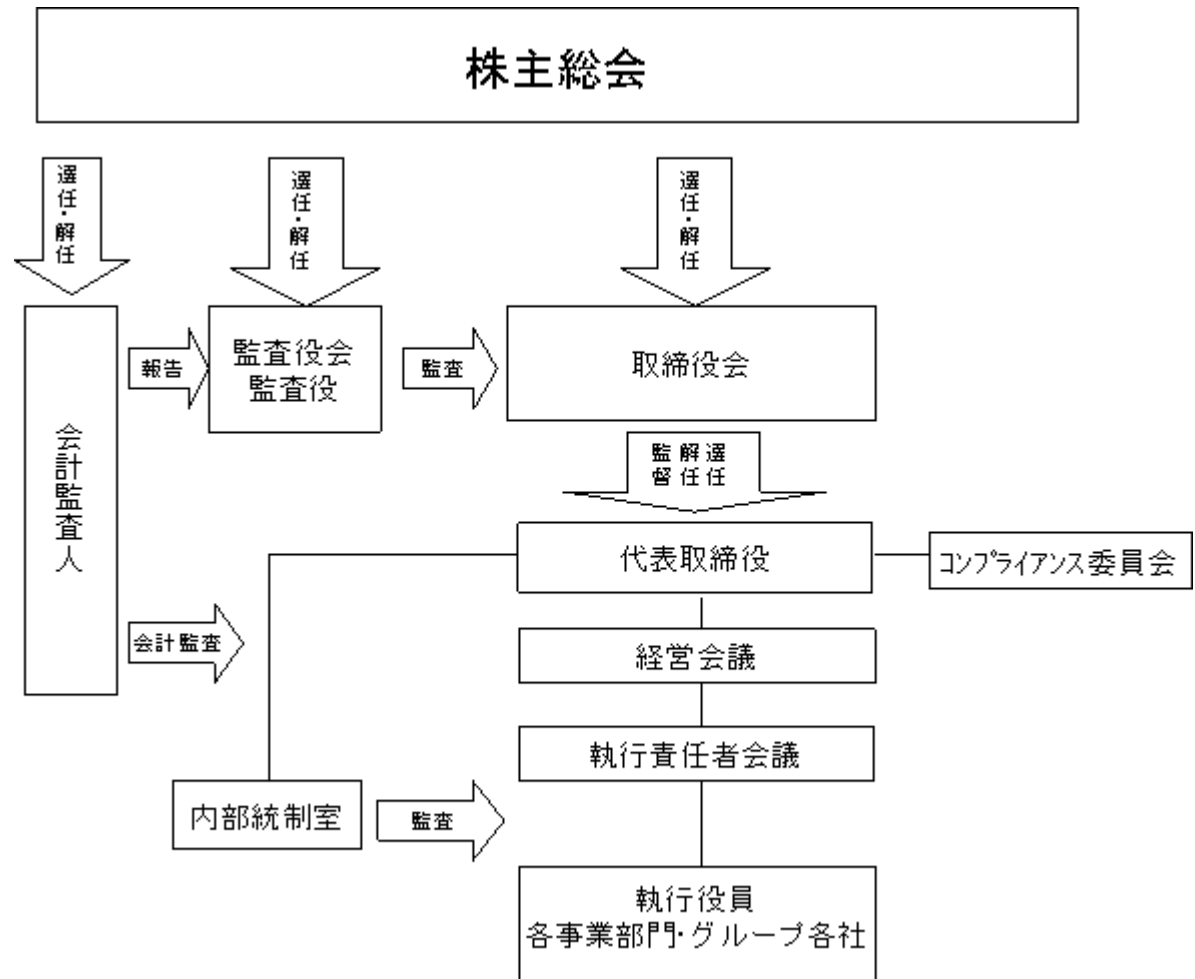 株主総会
選任・解任
選任・解任
選任・解任
会計監査人
報告
監査役会
監査役
監査
取締役会
選任
解任
監督
代表取締役
コンプライアンス委員会
会計監査
経営会議
執行責任者会議
内部統制室
監査
執行役員
各事業部門・グループ各社